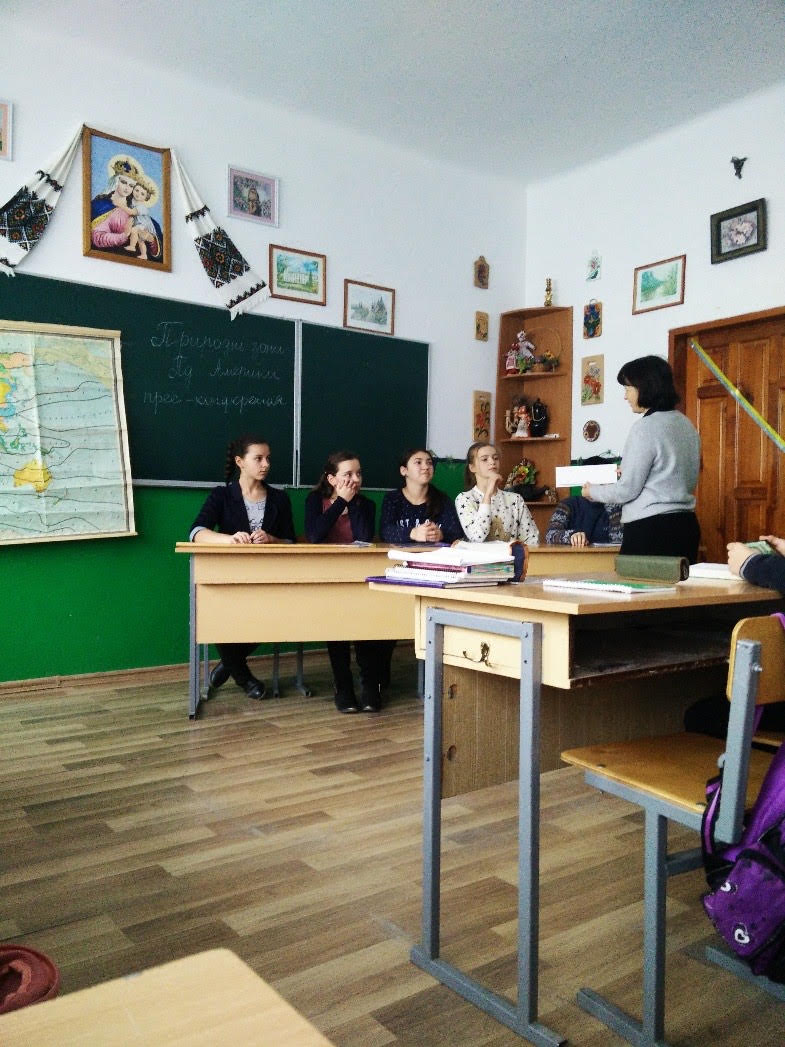 Природні зони
Пд Америки
прес-конференція